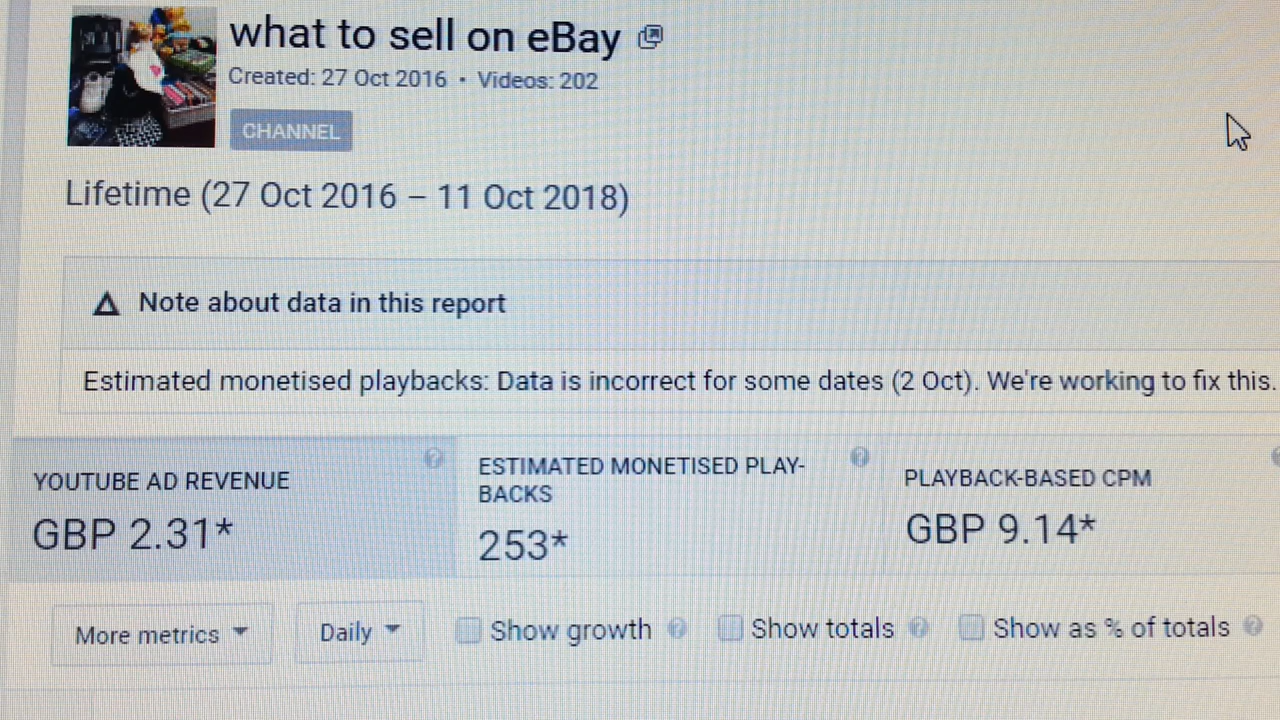 what to sell on eBay
Created: 27 Oct 2016 • Videos: 202
CHANNEL
Lifetime (27 Oct 2016 – 11 Oct 2018)
Note about data in this report
Estimated monetised playbacks: Data is incorrect for some dates (2 Oct). We're working to fix this.
YOUTUBE AD REVENUE ?
GBP 2.31*
ESTIMATED MONETISED PLAY- ?
BACKS
253*
PLAYBACK-BASED CPM
GBP 9.14*
More metrics Daily Show growth ? Show totals ? Show as % of totals ?